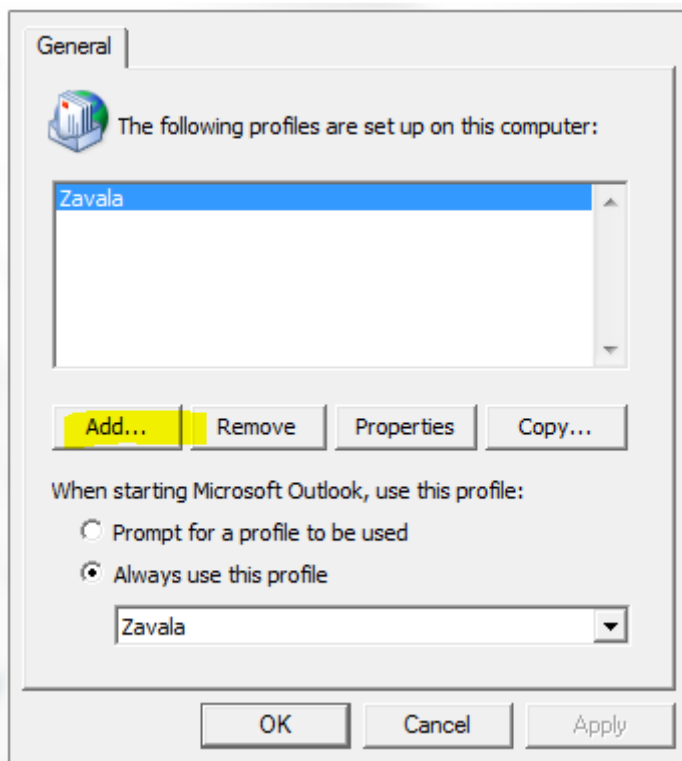 General
The following profiles are set up on this computer:
Zavala
Add... Remove Properties Copy...
When starting Microsoft Outlook, use this profile:
Prompt for a profile to be used
Always use this profile
Zavala
OK Cancel Apply